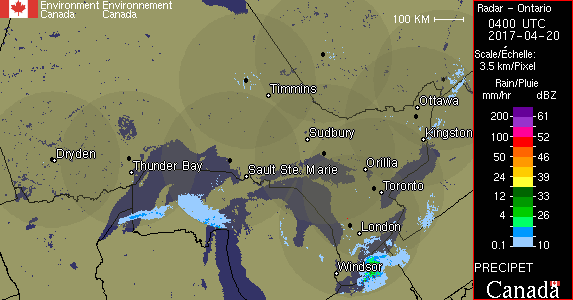 Environment Environnement
Canada Canada
100 KM
Timmins
Ottawa
Kingston
Sudbury
Dryden
Thunder Bay
Sault Ste. Marie
Orillia
Toronto
London
Windsor
Radar - Ontario
0400 UTC
2017-04-20
Scale/Échelle:
3.5 km/Pixel
Rain/Pluie
mm/hr dBZ
200 61
100 52
50 46
24 39
12 33
4 26
0.1 10
PRECIPET
Canada